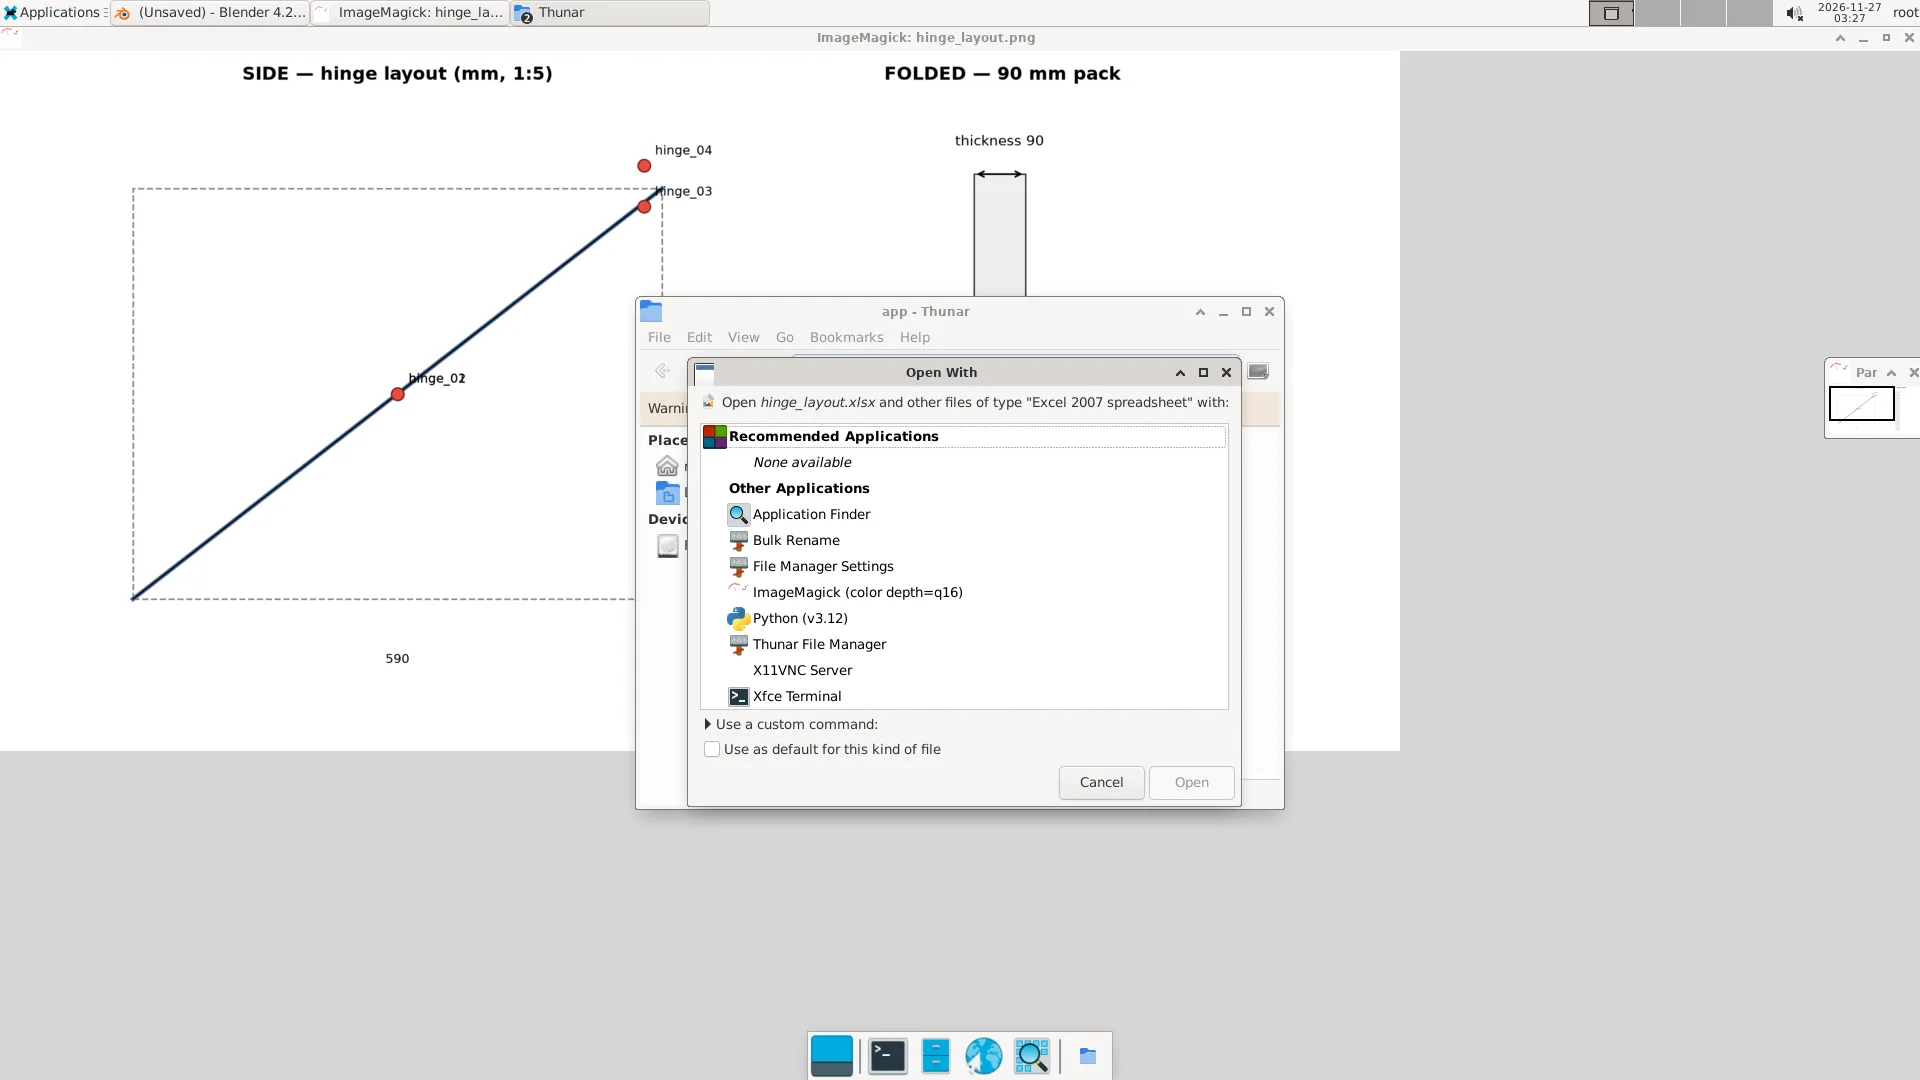 Applications
(Unsaved) - Blender 4.2...
ImageMagick: hinge_la...
2
Thunar
2026-11-27
03:27
root
ImageMagick: hinge_layout.png
SIDE — hinge layout (mm, 1:5)
FOLDED — 90 mm pack
thickness 90
hinge_04
hinge_03
590
app - Thunar
File Edit View Go Bookmarks Help
Open With
Open hinge_layout.xlsx and other files of type "Excel 2007 spreadsheet" with:
Recommended Applications
None available
Other Applications
Application Finder
Bulk Rename
File Manager Settings
ImageMagick (color depth=q16)
Python (v3.12)
Thunar File Manager
X11VNC Server
Xfce Terminal
Use a custom command:
Use as default for this kind of file
Cancel
Open
Par